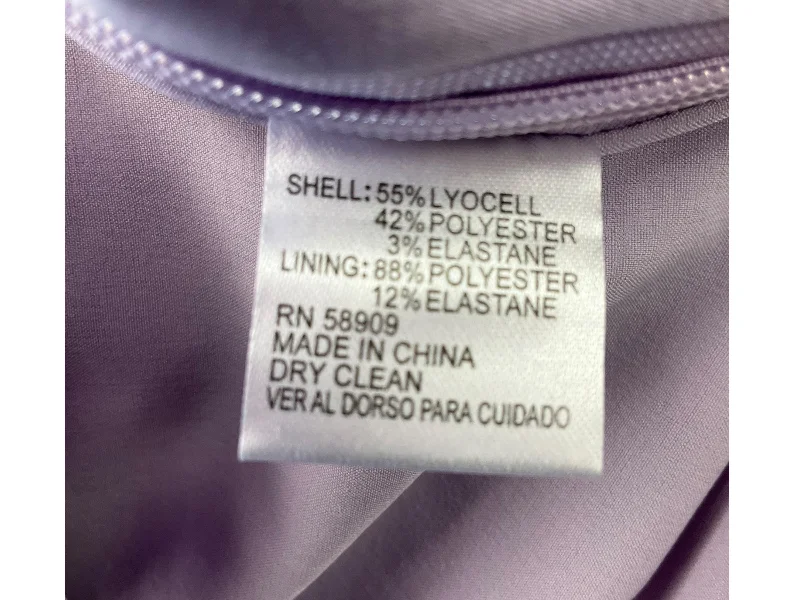 SHELL: 55% LYOCELL
42% POLYESTER
3% ELASTANE
LINING: 88% POLYESTER
12% ELASTANE
RN 58909
MADE IN CHINA
DRY CLEAN
VER AL DORSO PARA CUIDADO